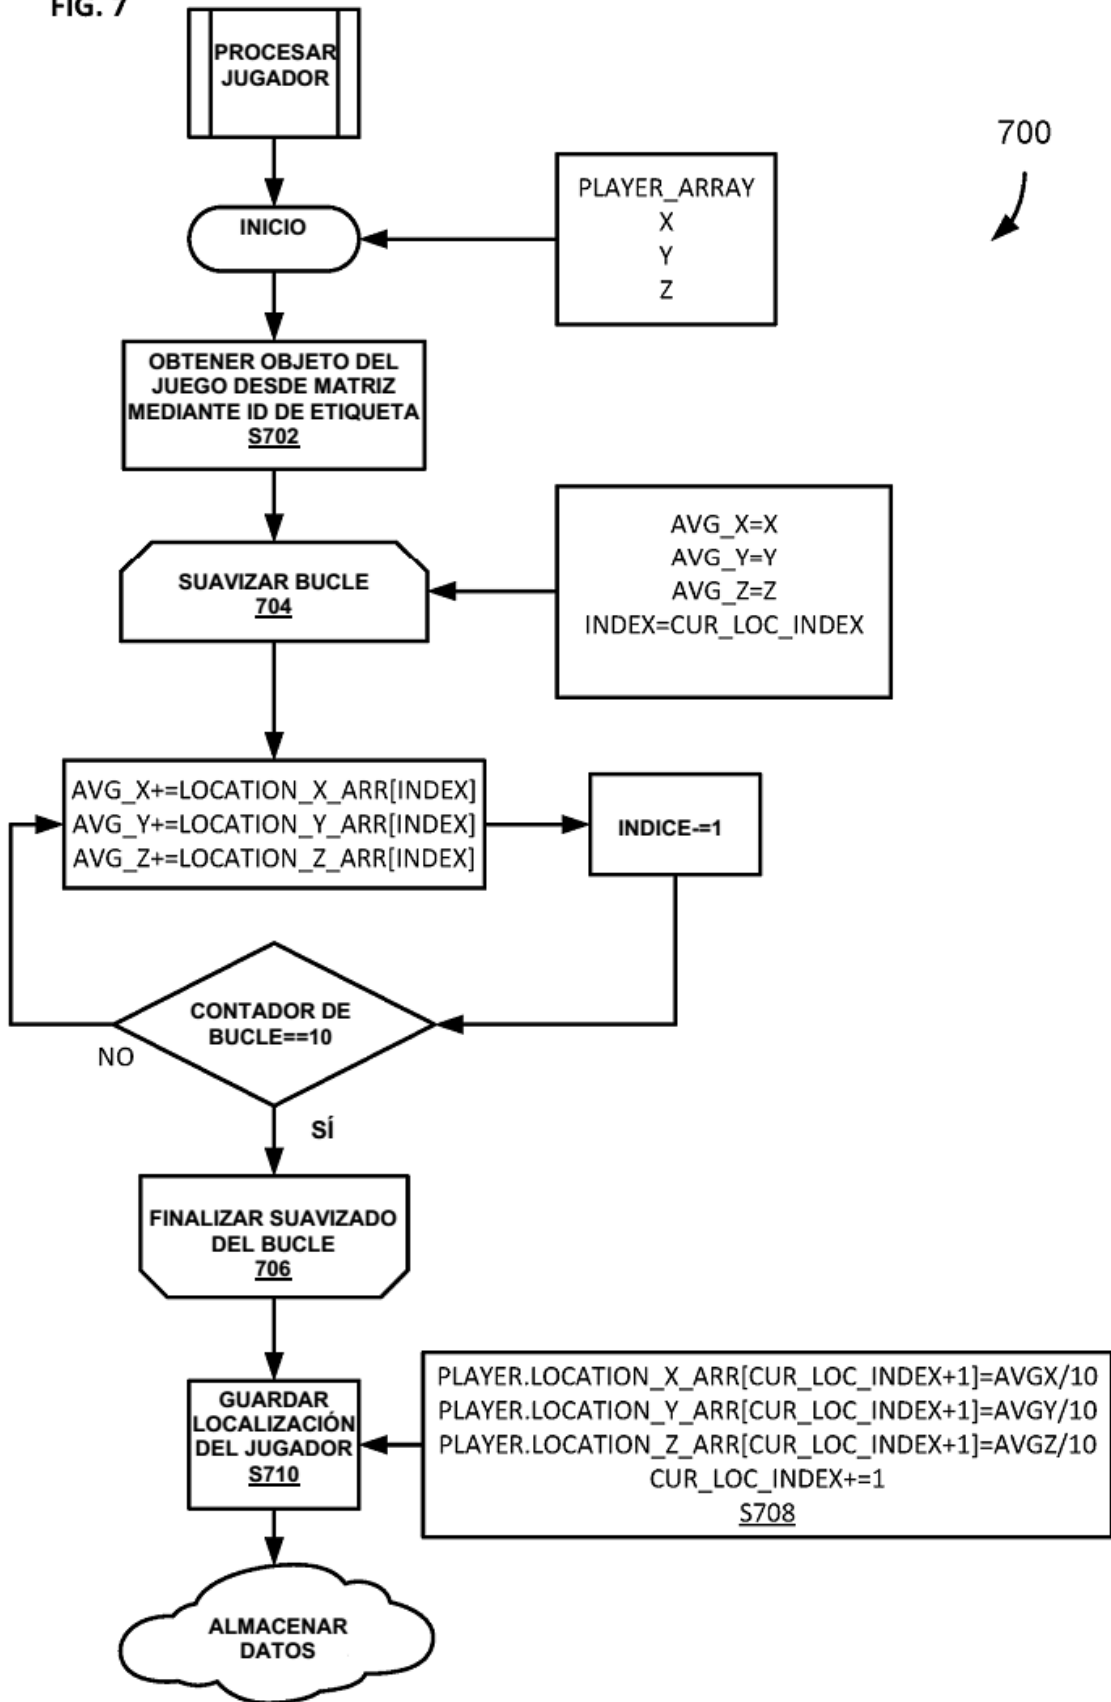 FIG. 7
PROCESAR
JUGADOR
700
PLAYER_ARRAY
X
Y
Z
INICIO
OBTENER OBJETO DEL
JUEGO DESDE MATRIZ
MEDIANTE ID DE ETIQUETA
S702
AVG_X=X
AVG_Y=Y
AVG_Z=Z
INDEX=CUR_LOC_INDEX
SUAVIZAR BUCLE
704
AVG_X+=LOCATION_X_ARR[INDEX]
AVG_Y+=LOCATION_Y_ARR[INDEX]
AVG_Z+=LOCATION_Z_ARR[INDEX]
INDICE-=1
CONTADOR DE
BUCLE==10
NO
SÍ
FINALIZAR SUAVIZADO
DEL BUCLE
706
GUARDAR
LOCALIZACIÓN
DEL JUGADOR
S710
PLAYER.LOCATION_X_ARR[CUR_LOC_INDEX+1]=AVGX/10
PLAYER.LOCATION_Y_ARR[CUR_LOC_INDEX+1]=AVGY/10
PLAYER.LOCATION_Z_ARR[CUR_LOC_INDEX+1]=AVGZ/10
CUR_LOC_INDEX+=1
S708
ALMACENAR
DATOS